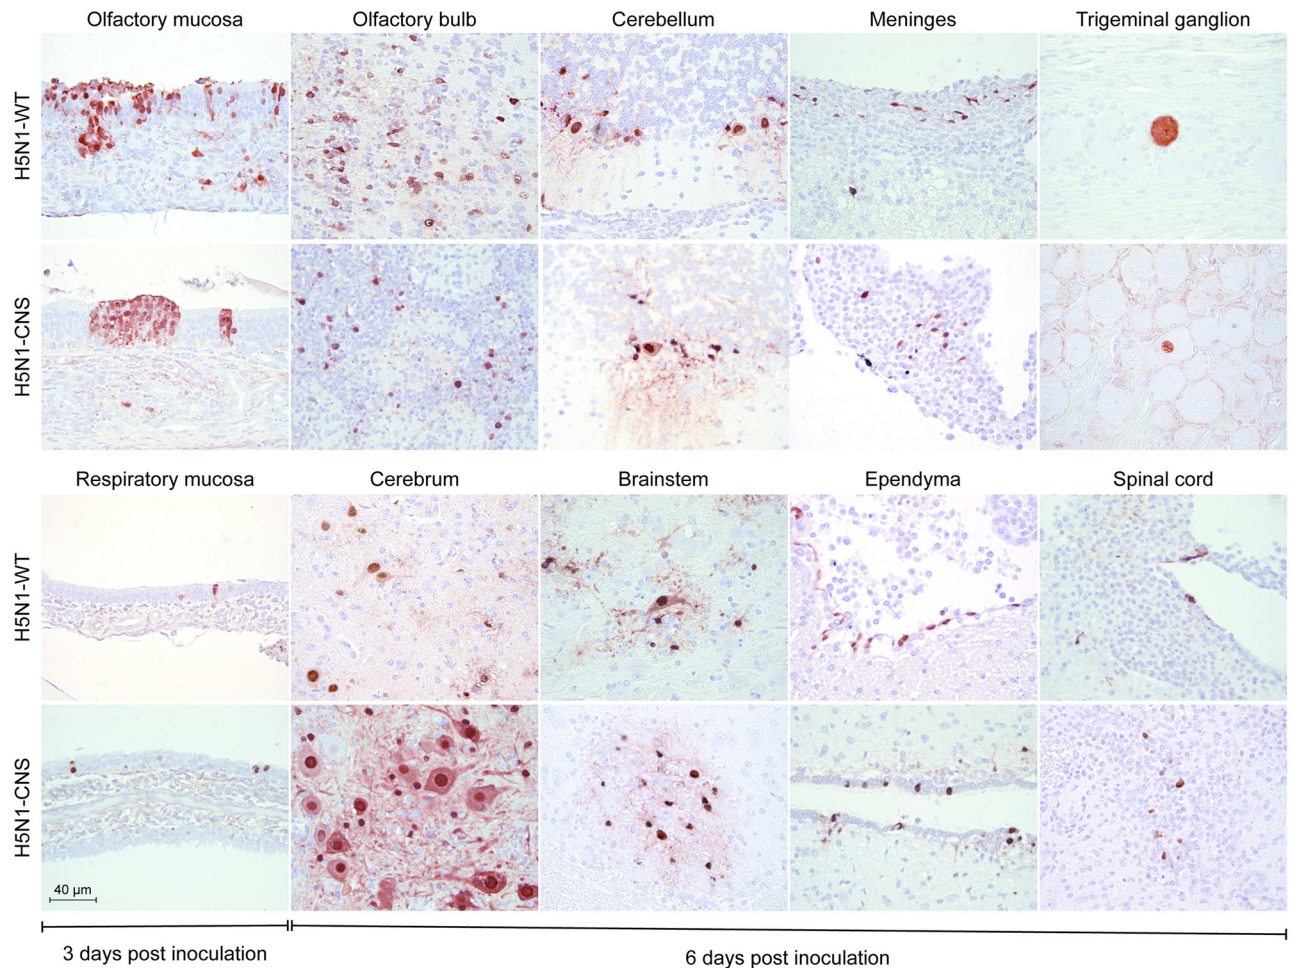 Olfactory mucosa Olfactory bulb Cerebellum Meninges Trigeminal ganglion
H5N1-WT
H5N1-CNS
Respiratory mucosa Cerebrum Brainstem Ependyma Spinal cord
H5N1-WT
H5N1-CNS
40 µm
3 days post inoculation 6 days post inoculation